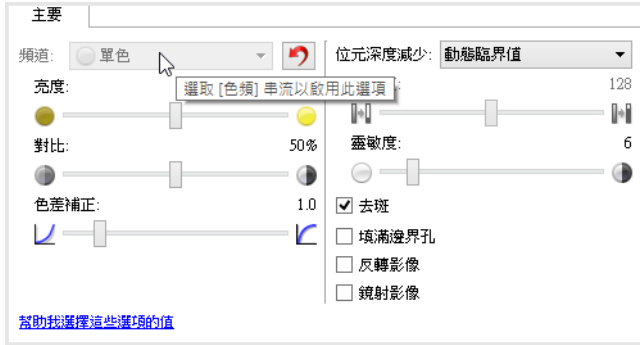 主要
頻道:
單色
位元深度減少:
動態臨界值
選取 [色頻] 串流以啟用此選項
亮度:
:
128
對比:
50%
靈敏度:
6
色差補正:
1.0
去斑
填滿邊界孔
反轉影像
鏡射影像
幫助我選擇這些選項的值